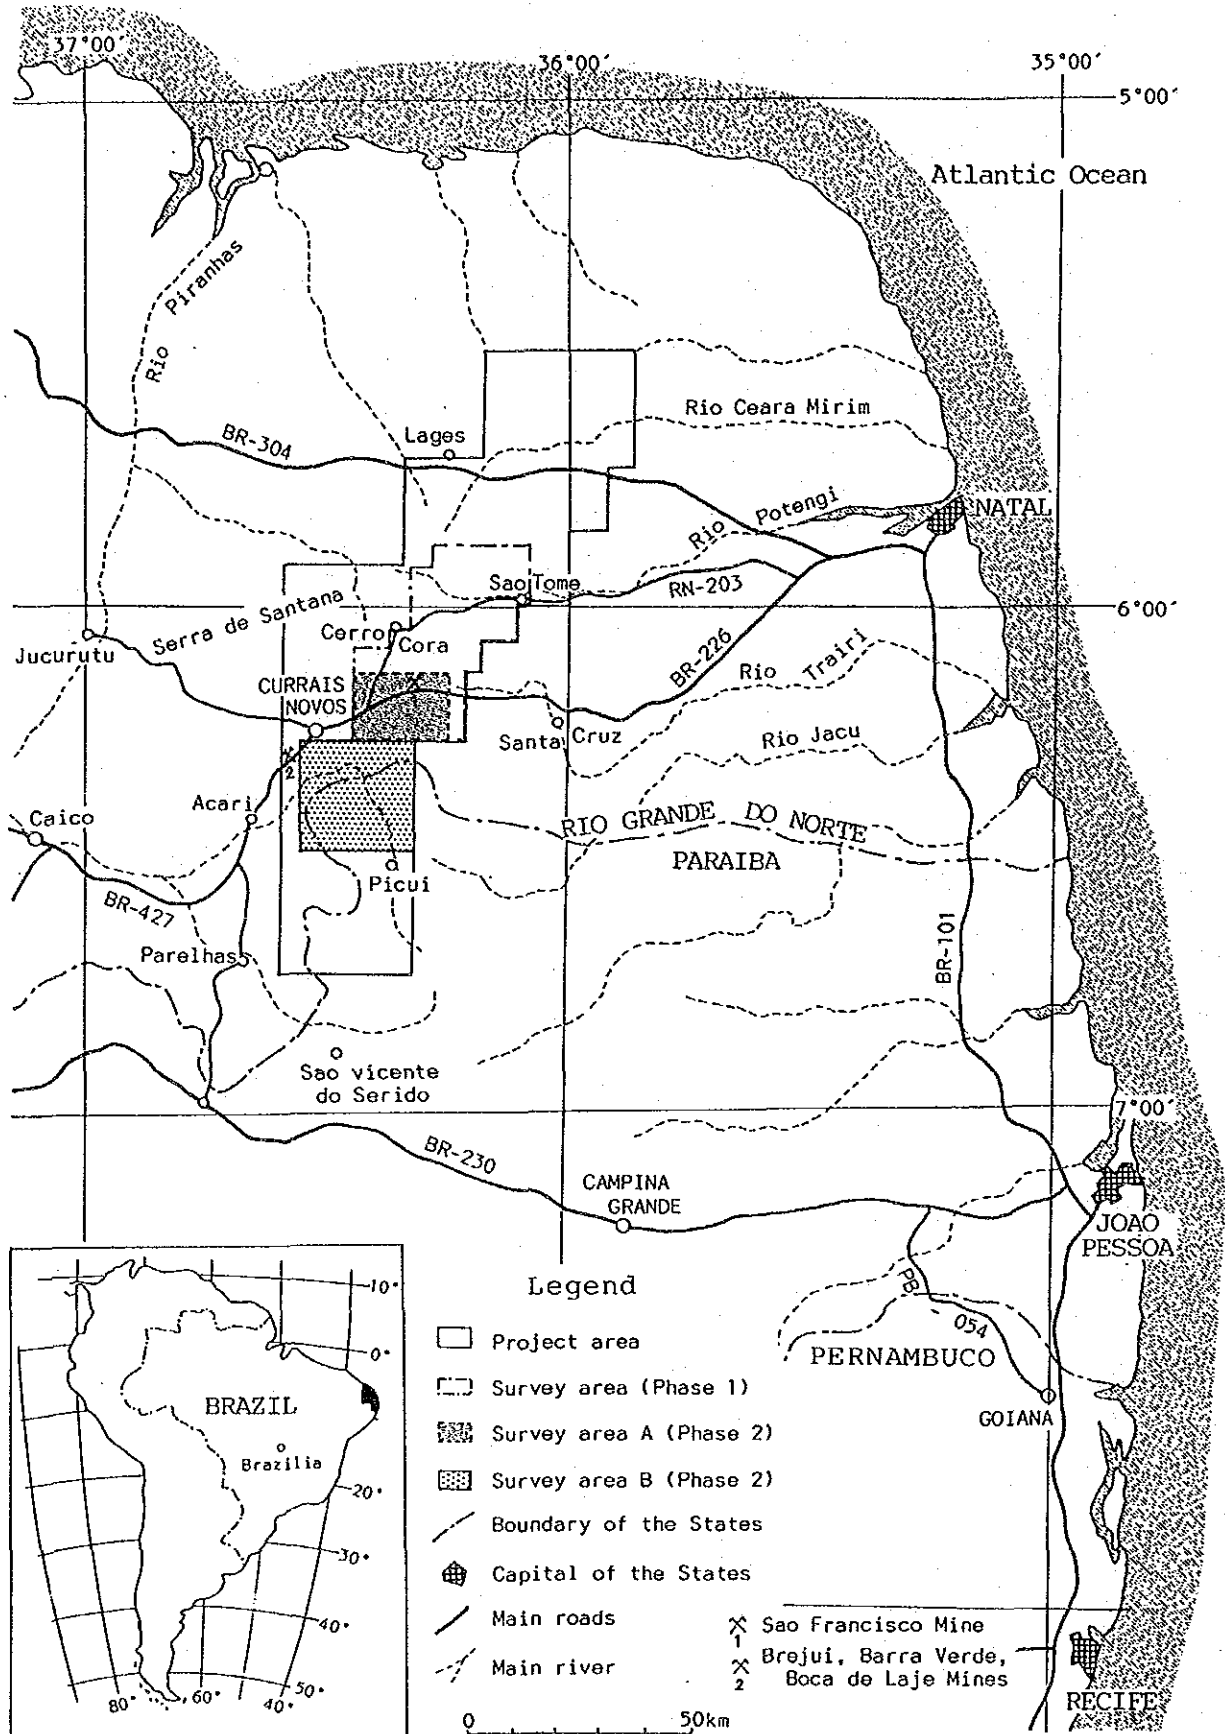 37°00′
36°00′
35°00′
5°00′
Atlantic Ocean
Rio Piranhas
Rio Ceara Mirim
BR-304
Lages
Rio Potengi
NATAL
Sao Tome
RN-203
6°00′
Serra de Santana
Cerro
Cora
Jucurutu
BR-226
Rio Trairi
CURRAIS
NOVOS
Santa Cruz
Rio Jacu
2
Acari
Caico
RIO GRANDE DO NORTE
PARAIBA
Picui
BR-427
BR-101
Parelhas
Sao vicente
do Serido
7°00′
BR-230
CAMPINA
GRANDE
JOAO
PESSOA
PB - 054
PERNAMBUCO
GOIANA
RECIFE
Legend
Project area
Survey area (Phase 1)
Survey area A (Phase 2)
Survey area B (Phase 2)
Boundary of the States
Capital of the States
Main roads
Main river
1 Sao Francisco Mine
2 Brejui, Barra Verde,
Boca de Laje Mines
0 50km
10°
0°
BRAZIL
Brazilia
20°
30°
40°
50°
80° 60° 40°